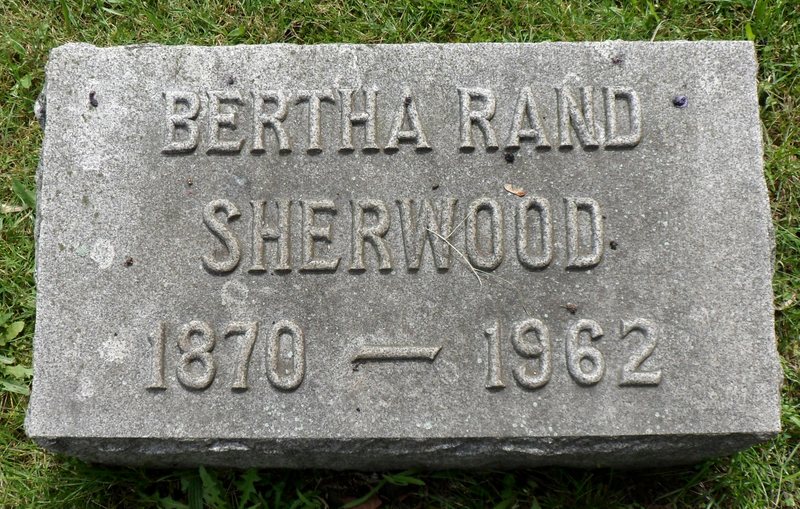 BERTHA RAND
SHERWOOD
1870 — 1962